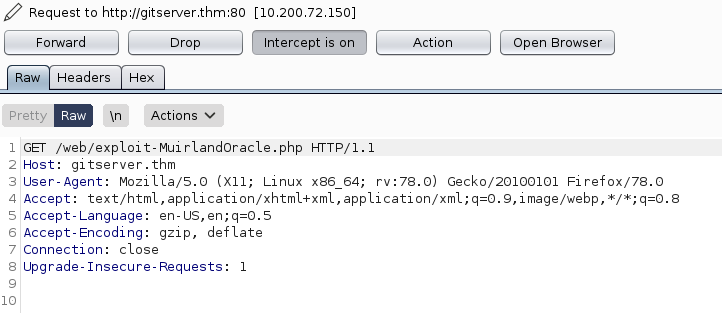 Request to http://gitserver.thm:80 [10.200.72.150]
Forward Drop Intercept is on Action Open Browser
Raw Headers Hex
Pretty Raw \n Actions
1 GET /web/exploit-MuirlandOracle.php HTTP/1.1
2 Host: gitserver.thm
3 User-Agent: Mozilla/5.0 (X11; Linux x86_64; rv:78.0) Gecko/20100101 Firefox/78.0
4 Accept: text/html,application/xhtml+xml,application/xml;q=0.9,image/webp,*/*;q=0.8
5 Accept-Language: en-US,en;q=0.5
6 Accept-Encoding: gzip, deflate
7 Connection: close
8 Upgrade-Insecure-Requests: 1
9
10